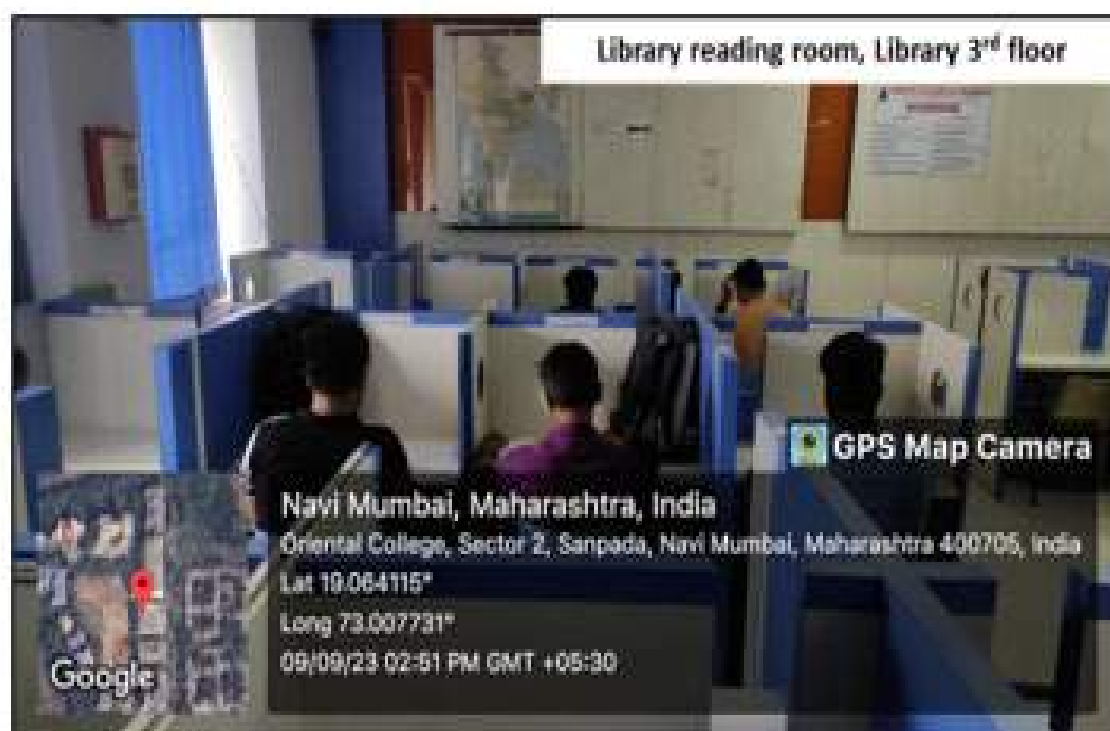 Library reading room, Library 3rd floor
GPS Map Camera
Navi Mumbai, Maharashtra, India
Oriental College, Sector 2, Sanpada, Navi Mumbai, Maharashtra 400705, India
Lat 19.064115°
Long 73.007731°
09/09/23 02:51 PM GMT +05:30
Google